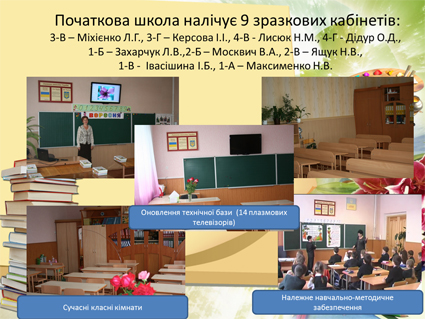 Початкова школа налічує 9 зразкових кабінетів:
3-В – Міхієнко Л.Г., 3-Г – Керсова І.І., 4-В - Лисюк Н.М., 4-Г - Дідур О.Д.,
1-Б – Захарчук Л.В.,2-Б – Москвич В.А., 2-В – Ящук Н.В.,
1-В - Івасішина І.Б., 1-А – Максименко Н.В.
Оновлення технічної бази (14 плазмових
телевізорів)
Сучасні класні кімнати
Належне навчально-методичне
забезпечення